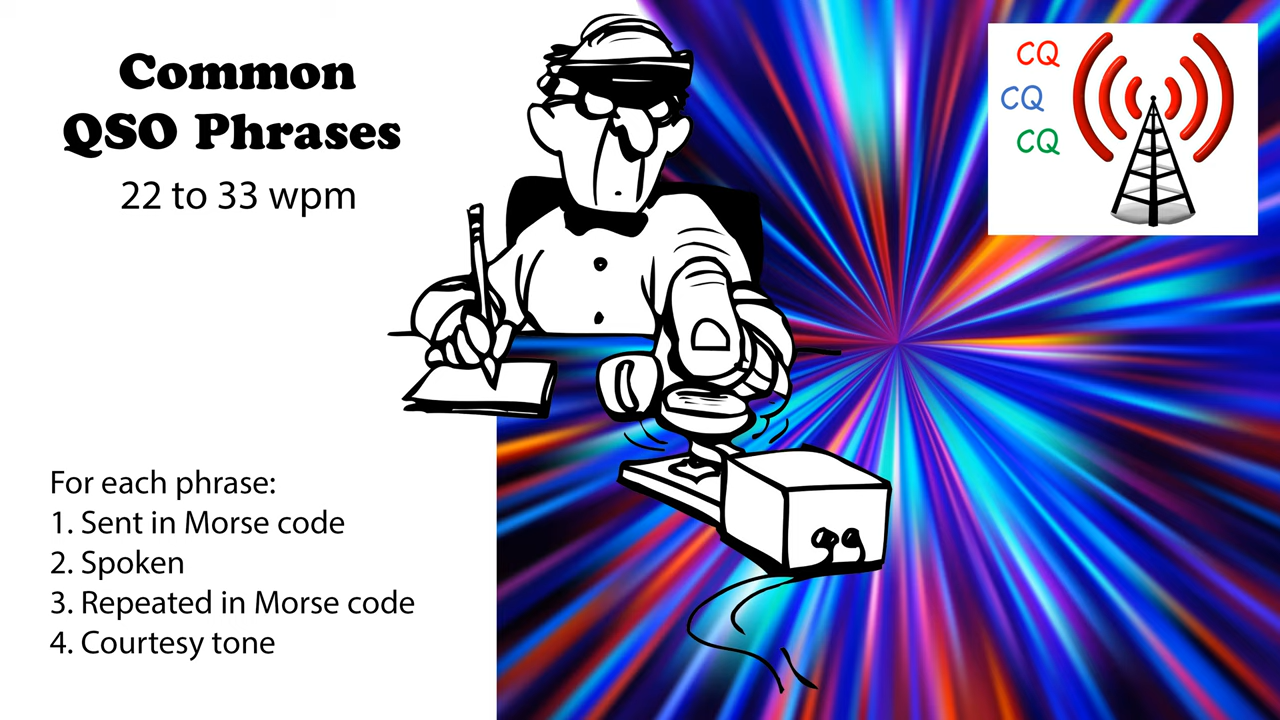 Common
QSO Phrases
22 to 33 wpm
CQ
CQ
CQ
For each phrase:
1. Sent in Morse code
2. Spoken
3. Repeated in Morse code
4. Courtesy tone